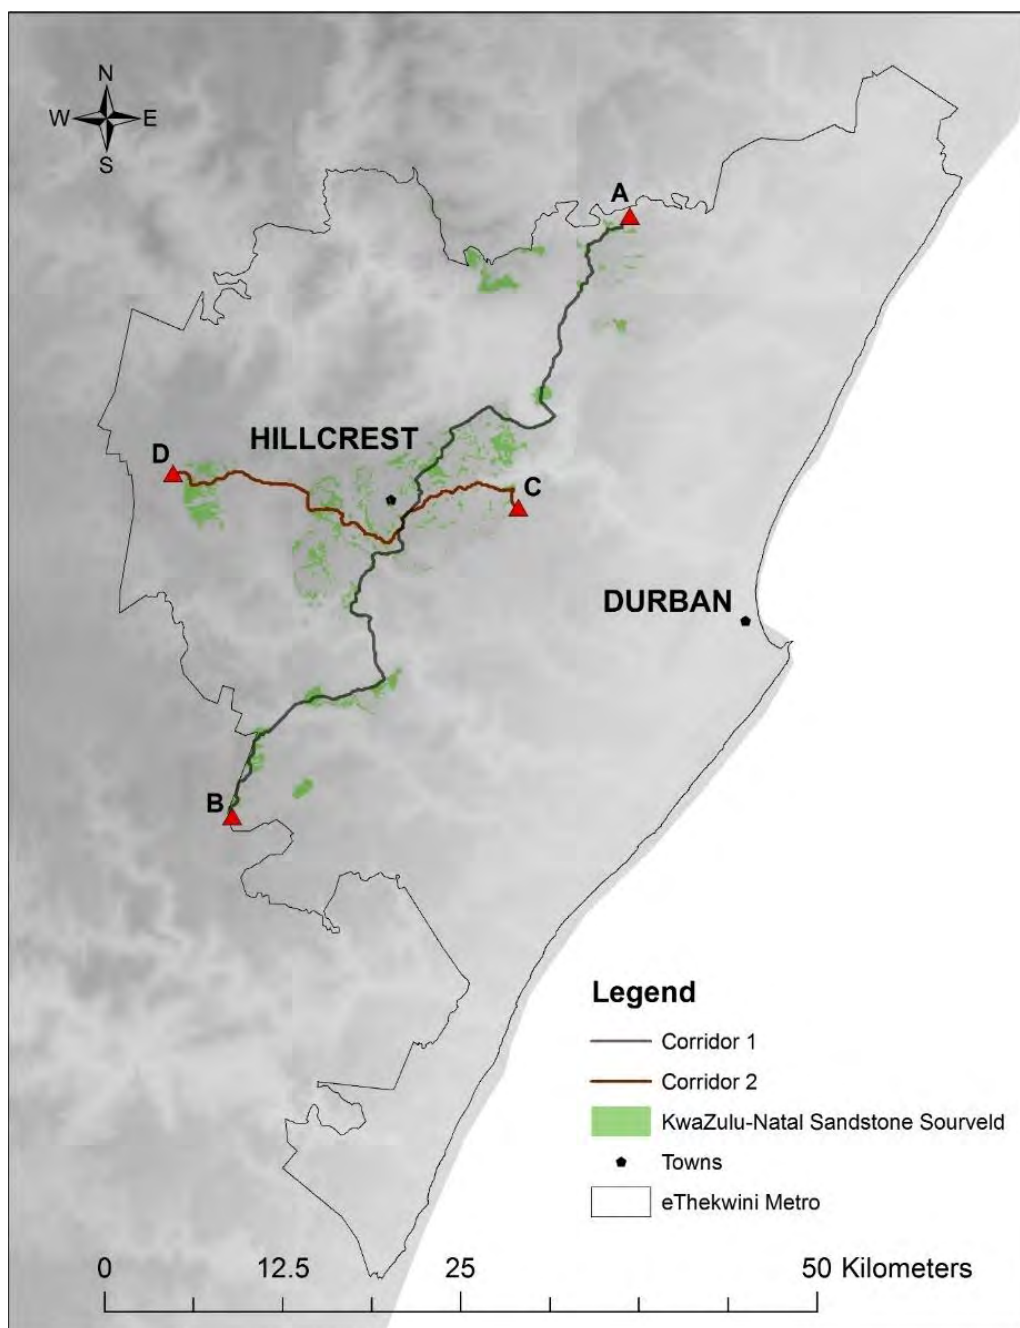 N
W E
S
A
HILLCREST
D
C
DURBAN
B
Legend
Corridor 1
Corridor 2
KwaZulu-Natal Sandstone Sourveld
Towns
eThekwini Metro
0 12.5 25 50 Kilometers